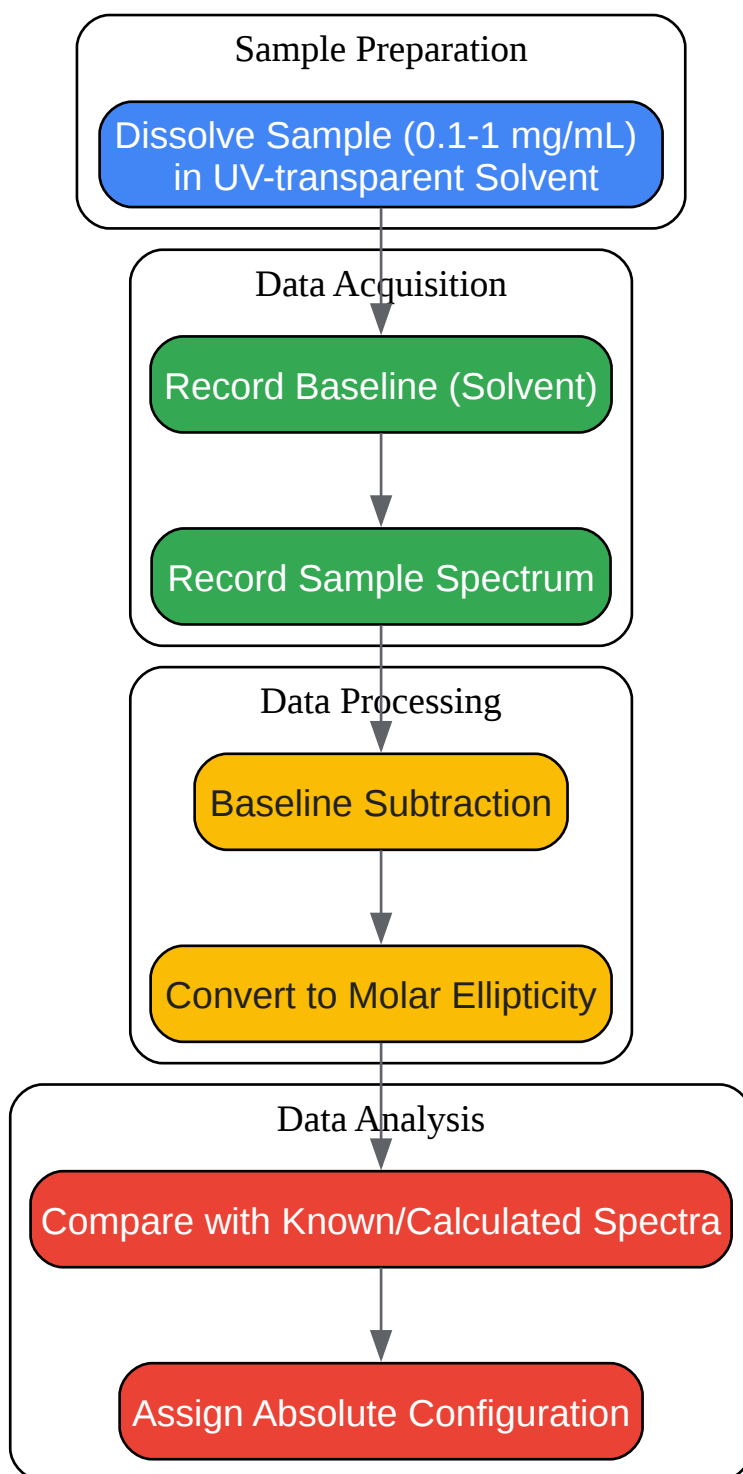 Sample Preparation
Dissolve Sample (0.1-1 mg/mL)
in UV-transparent Solvent
Data Acquisition
Record Baseline (Solvent)
Record Sample Spectrum
Data Processing
Baseline Subtraction
Convert to Molar Ellipticity
Data Analysis
Compare with Known/Calculated Spectra
Assign Absolute Configuration